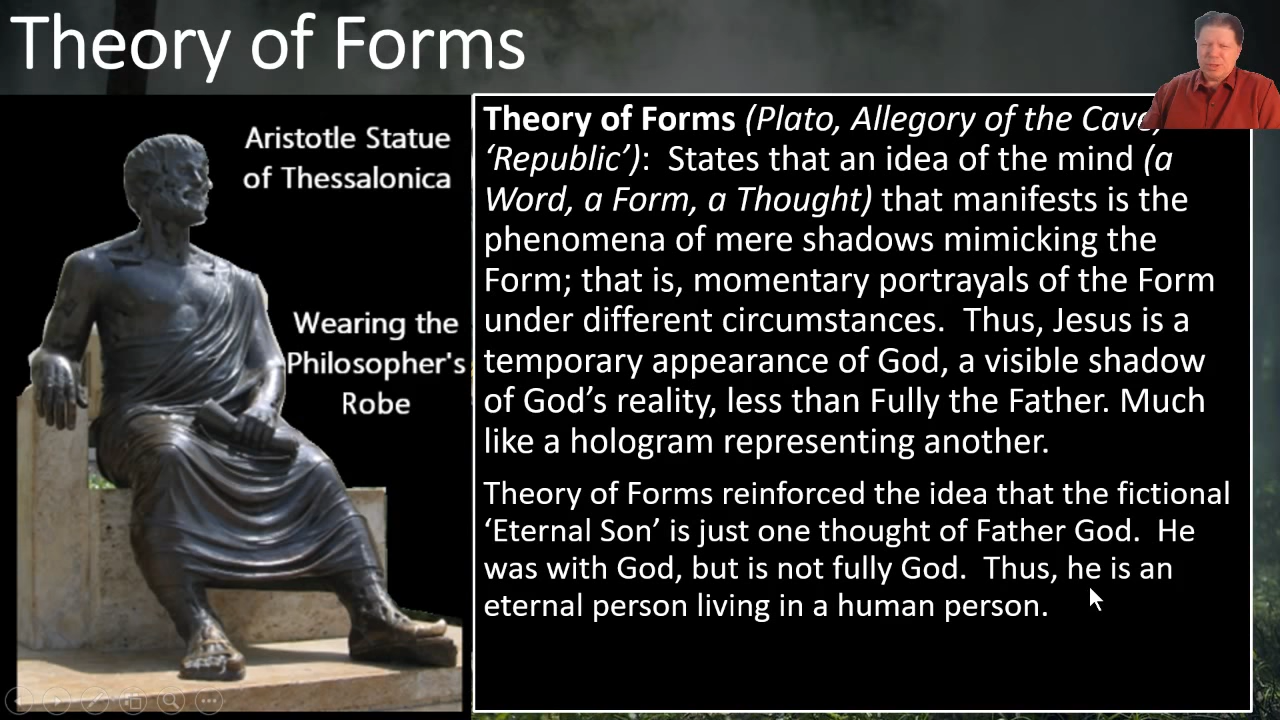 Theory of Forms
Aristotle Statue
of Thessalonica
Wearing the
Philosopher's
Robe
Theory of Forms (Plato, Allegory of the Cave,
‘Republic’):  States that an idea of the mind (a
Word, a Form, a Thought) that manifests is the
phenomena of mere shadows mimicking the
Form; that is, momentary portrayals of the Form
under different circumstances.  Thus, Jesus is a
temporary appearance of God, a visible shadow
of God’s reality, less than Fully the Father. Much
like a hologram representing another.
Theory of Forms reinforced the idea that the fictional
‘Eternal Son’ is just one thought of Father God.  He
was with God, but is not fully God.  Thus, he is an
eternal person living in a human person.